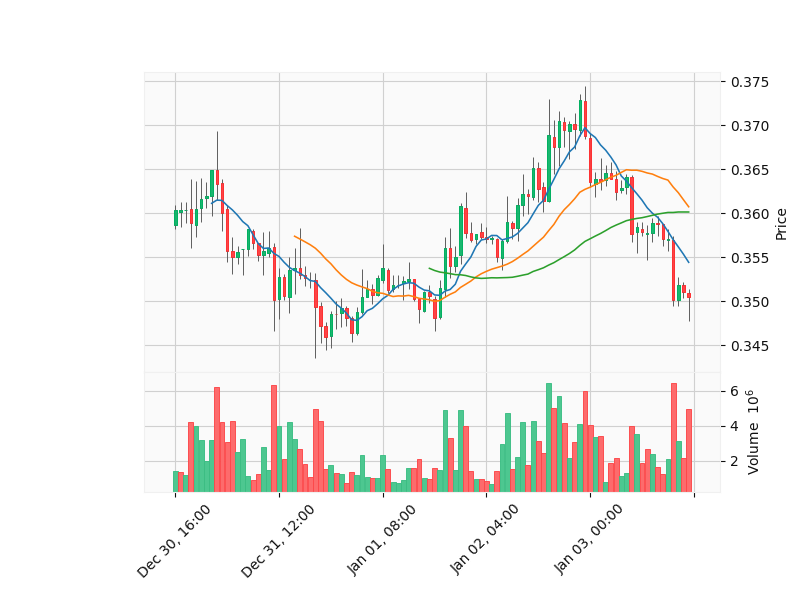 0.375
0.370
0.365
0.360
0.355
0.350
0.345
Price
6
4
2
Volume 10⁶
Dec 30, 16:00
Dec 31, 12:00
Jan 01, 08:00
Jan 02, 04:00
Jan 03, 00:00